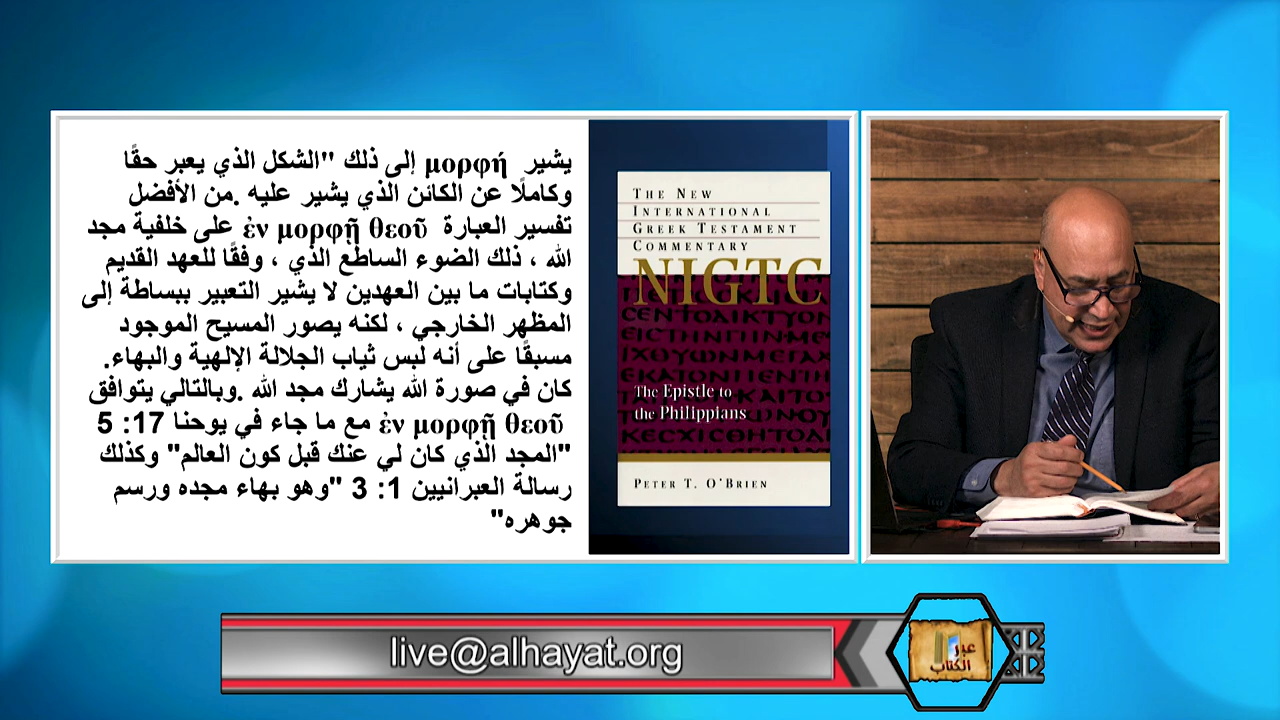 يشير μορφή إلى ذلك "الشكل الذي يعبر حقًا
وكاملًا عن الكائن الذي يشير عليه .من الأفضل
تفسير العبارة ἐν μορφῇ θεοῦ على خلفية مجد
الله ، ذلك الضوء الساطع الذي ، وفقًا للعهد القديم
وكتابات ما بين العهدين لا يشير التعبير ببساطة إلى
المظهر الخارجي ، لكنه يصور المسيح الموجود
مسبقًا على أنه لبس ثياب الجلالة الإلهية والبهاء.
كان في صورة الله يشارك مجد الله .وبالتالي يتوافق
ἐν μορφῇ θεοῦ مع ما جاء في يوحنا 17: 5
"المجد الذي كان لي عنك قبل كون العالم" وكذلك
رسالة العبرانيين 1: 3 "وهو بهاء مجده ورسم
جوهره"
THE NEW
INTERNATIONAL
GREEK TESTAMENT
COMMENTARY
NIGTC
CENTOΔIKTYON
The Epistle to
the Philippians
PETER T. O'BRIEN
live@alhayat.org
عبر
الكتاب